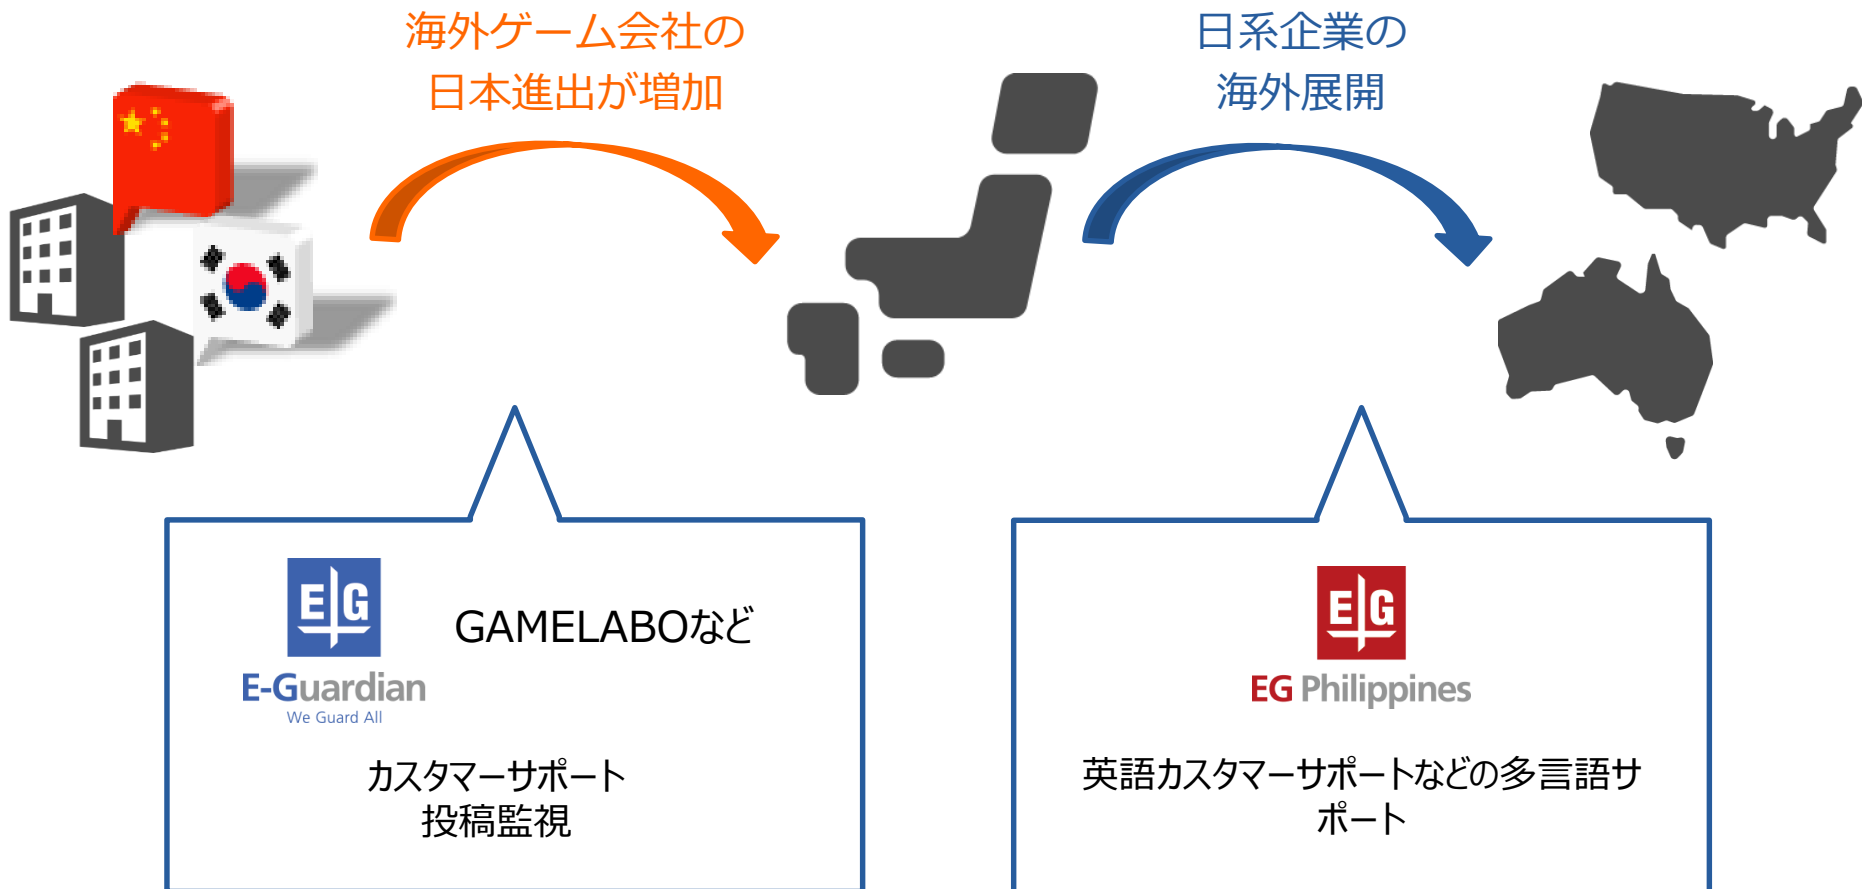 海外ゲーム会社の
日本進出が増加
日系企業の
海外展開
E G
E-Guardian
We Guard All
GAMELABOなど
カスタマーサポート
投稿監視
E G
EG Philippines
英語カスタマーサポートなどの多言語サ
ポート